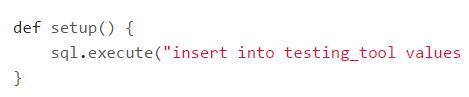 def setup() {
    sql.execute("insert into testing_tool values
}